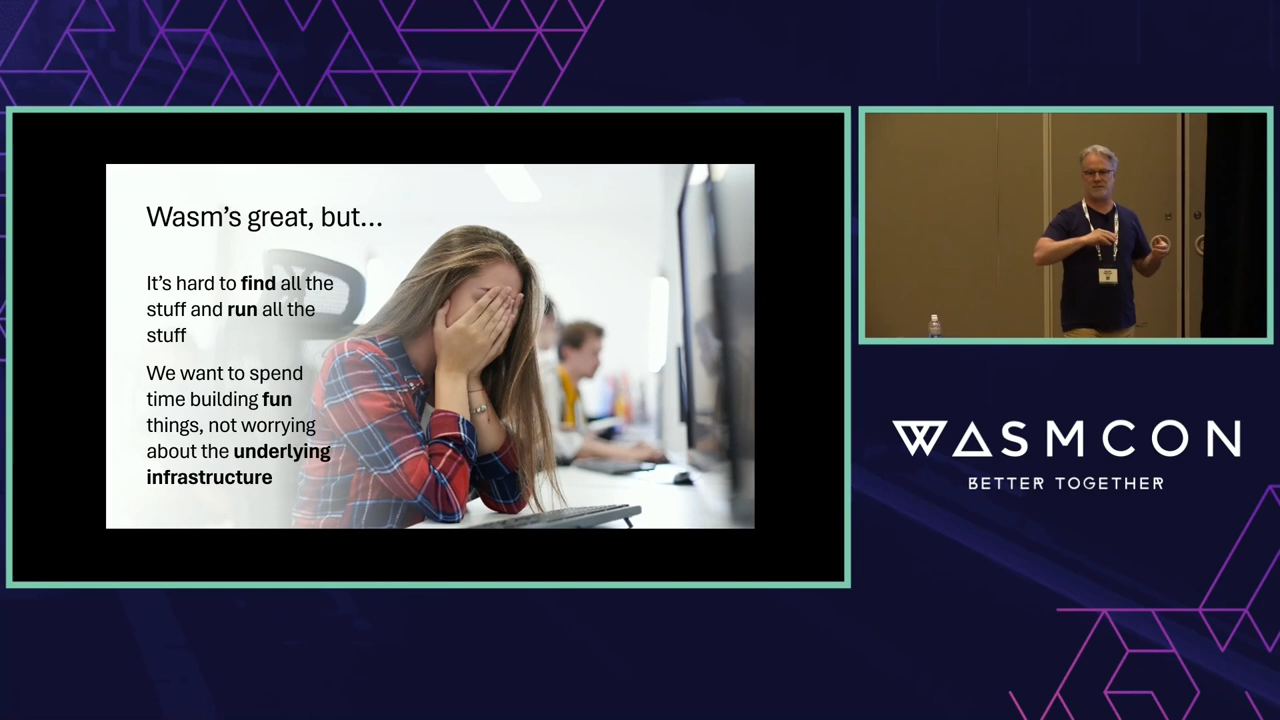 Wasm's great, but...
It's hard to find all the
stuff and run all the
stuff
We want to spend
time building fun
things, not worrying
about the underlying
infrastructure
WASMCON
BETTER TOGETHER